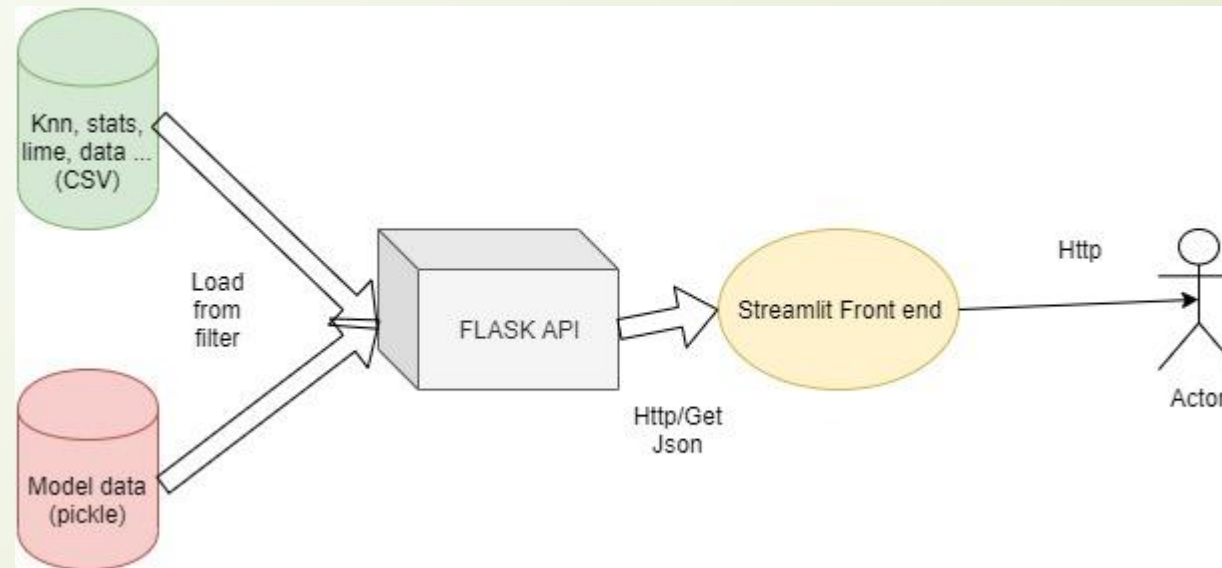 Knn, stats,
lime, data ...
(CSV)
Load
from
filter
Model data
(pickle)
FLASK API
Http/Get
Json
Streamlit Front end
Http
Actor